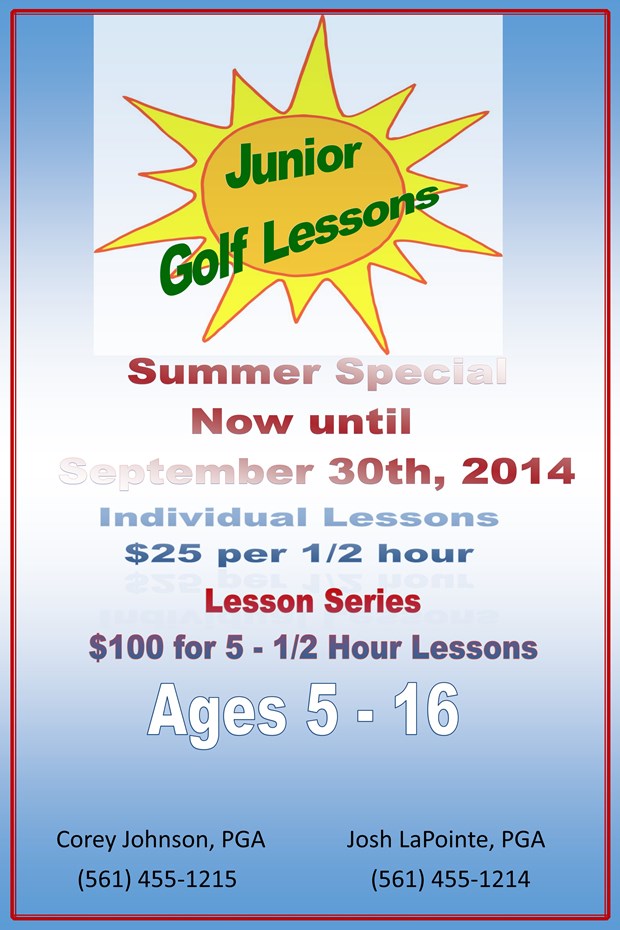 Junior
Golf Lessons
Summer Special
Now until
September 30th, 2014
Individual Lessons
$25 per 1/2 hour
Lesson Series
$100 for 5 - 1/2 Hour Lessons
Ages 5 - 16
Corey Johnson, PGA
(561) 455-1215
Josh LaPointe, PGA
(561) 455-1214